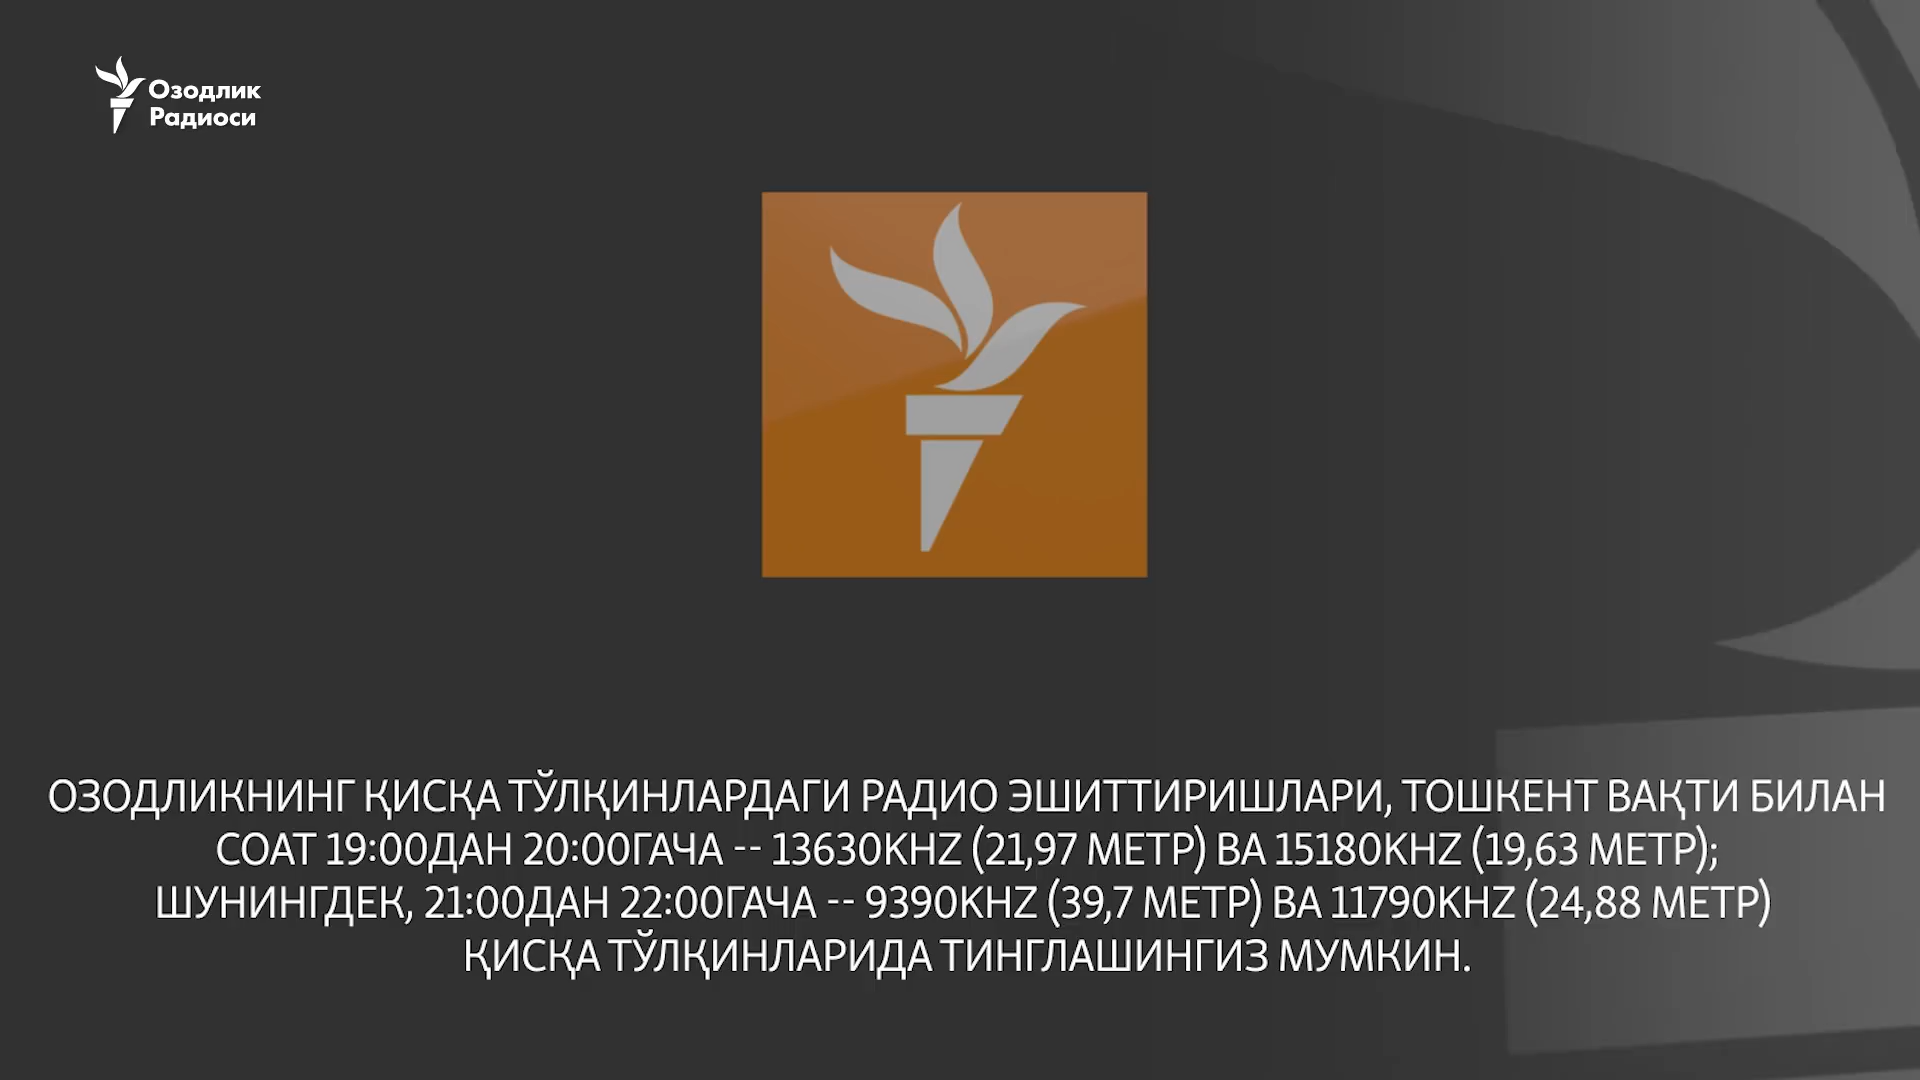 Озодлик
Радиоси
ОЗОДЛИКНИНГ ҚИСҚА ТЎЛҚИНЛАРДАГИ РАДИО ЭШИТТИРИШЛАРИ, ТОШКЕНТ ВАҚТИ БИЛАН
СОАТ 19:00ДАН 20:00ГАЧА -- 13630KHZ (21,97 МЕТР) ВА 15180KHZ (19,63 МЕТР);
ШУНИНГДЕК, 21:00ДАН 22:00ГАЧА -- 9390KHZ (39,7 МЕТР) ВА 11790KHZ (24,88 МЕТР)
ҚИСҚА ТЎЛҚИНЛАРИДА ТИНГЛАШИНГИЗ МУМКИН.